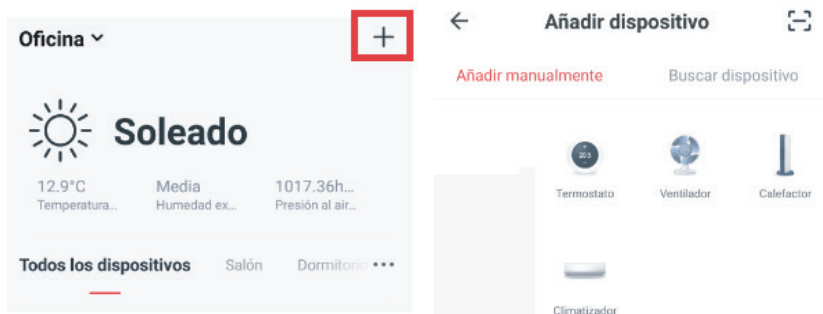 Oficina
Soleado
12.9°C Media 1017.36h...
Temperatura... Humedad ex... Presión al air...
Todos los dispositivos Salón Dormitorio
Añadir dispositivo
Añadir manualmente Buscar dispositivo
20.5
Termostato Ventilador Calefactor
Climatizador